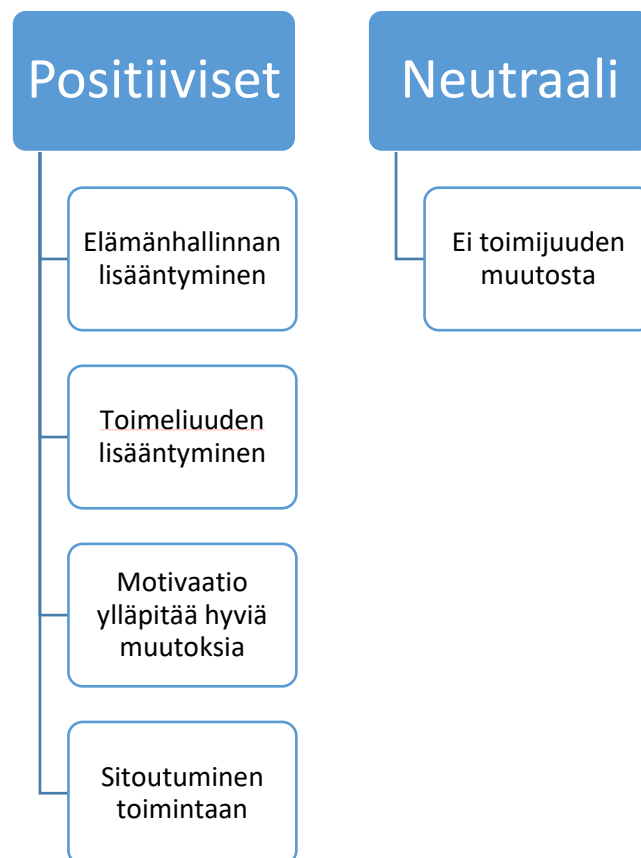 Positiiviset
Elämänhallinnan
lisääntyminen
Toimeliuuden
lisääntyminen
Motivaatio
ylläpitää hyviä
muutoksia
Sitoutuminen
toimintaan
Neutraali
Ei toimijuuden
muutosta